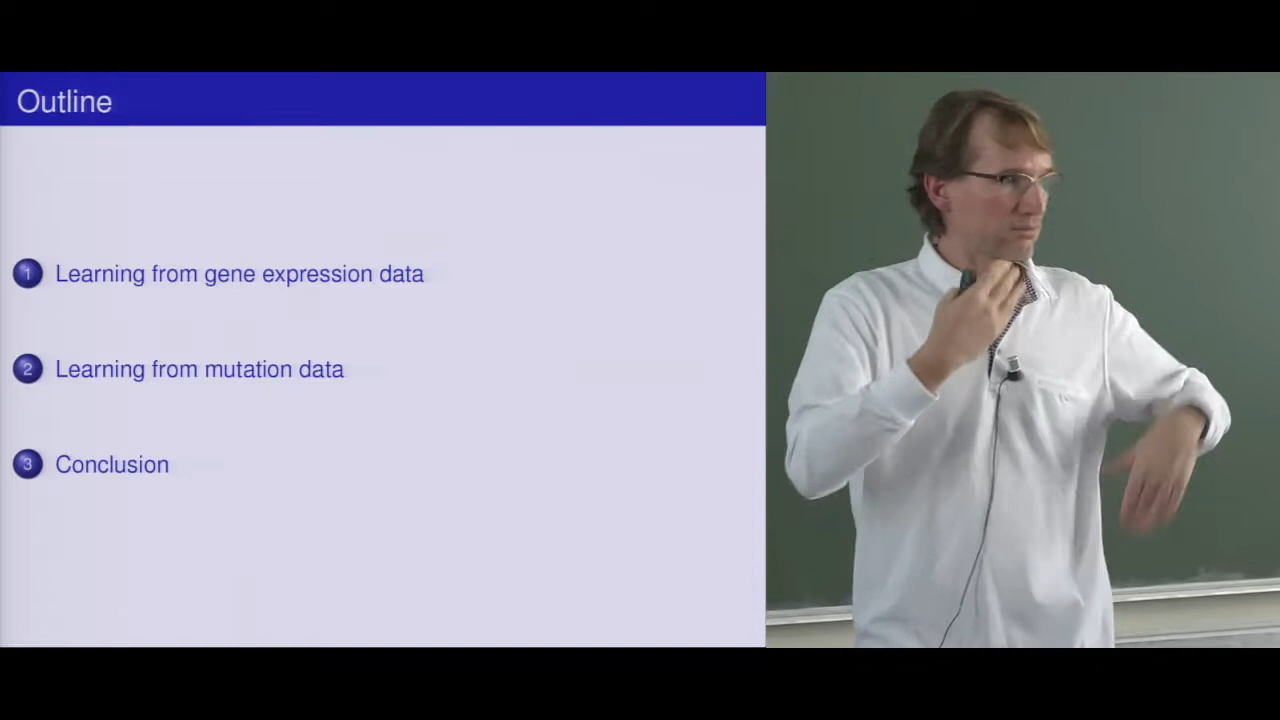 Outline
1 Learning from gene expression data
2 Learning from mutation data
3 Conclusion